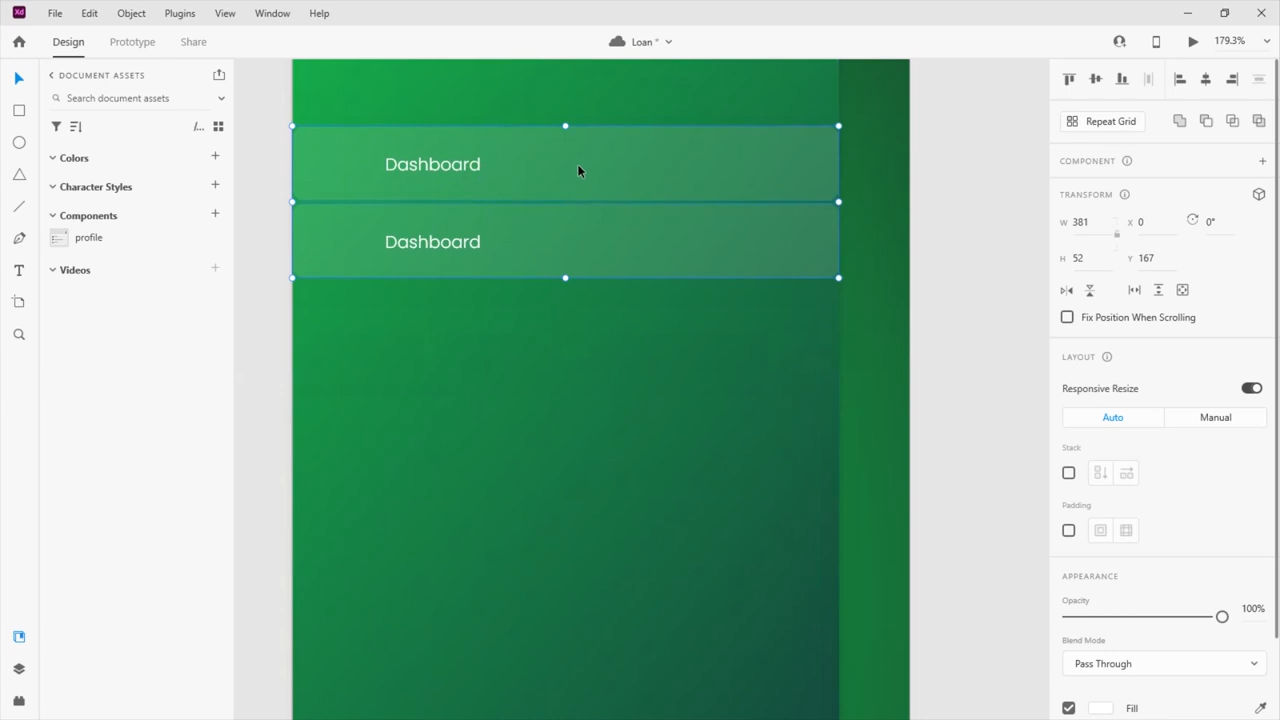 Xd File Edit Object Plugins View Window Help
Design Prototype Share Loan * 179.3%
DOCUMENT ASSETS
Search document assets
Repeat Grid
Colors
COMPONENT
Character Styles
TRANSFORM
Components
profile
W 381 X 0 0°
H 52 Y 167
Videos
Fix Position When Scrolling
LAYOUT
Responsive Resize
Auto Manual
Stack
Padding
APPEARANCE
Opacity
100%
Blend Mode
Pass Through
Fill
Dashboard
Dashboard